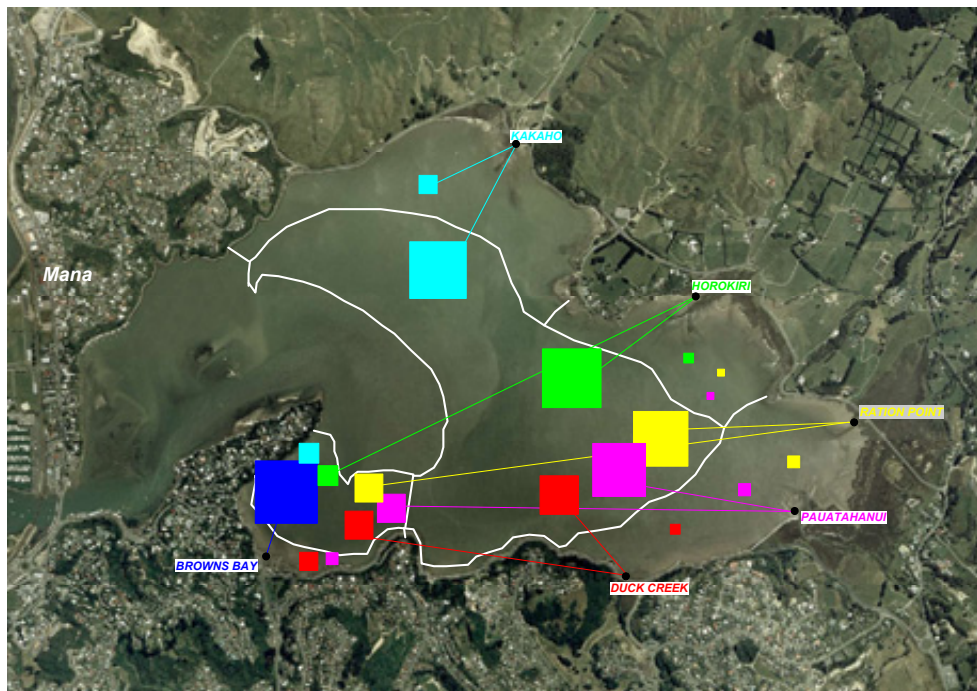 KAKAHO
Mana
HOROKIRI
RATION POINT
PAUATAHANUI
BROWNS BAY
DUCK CREEK